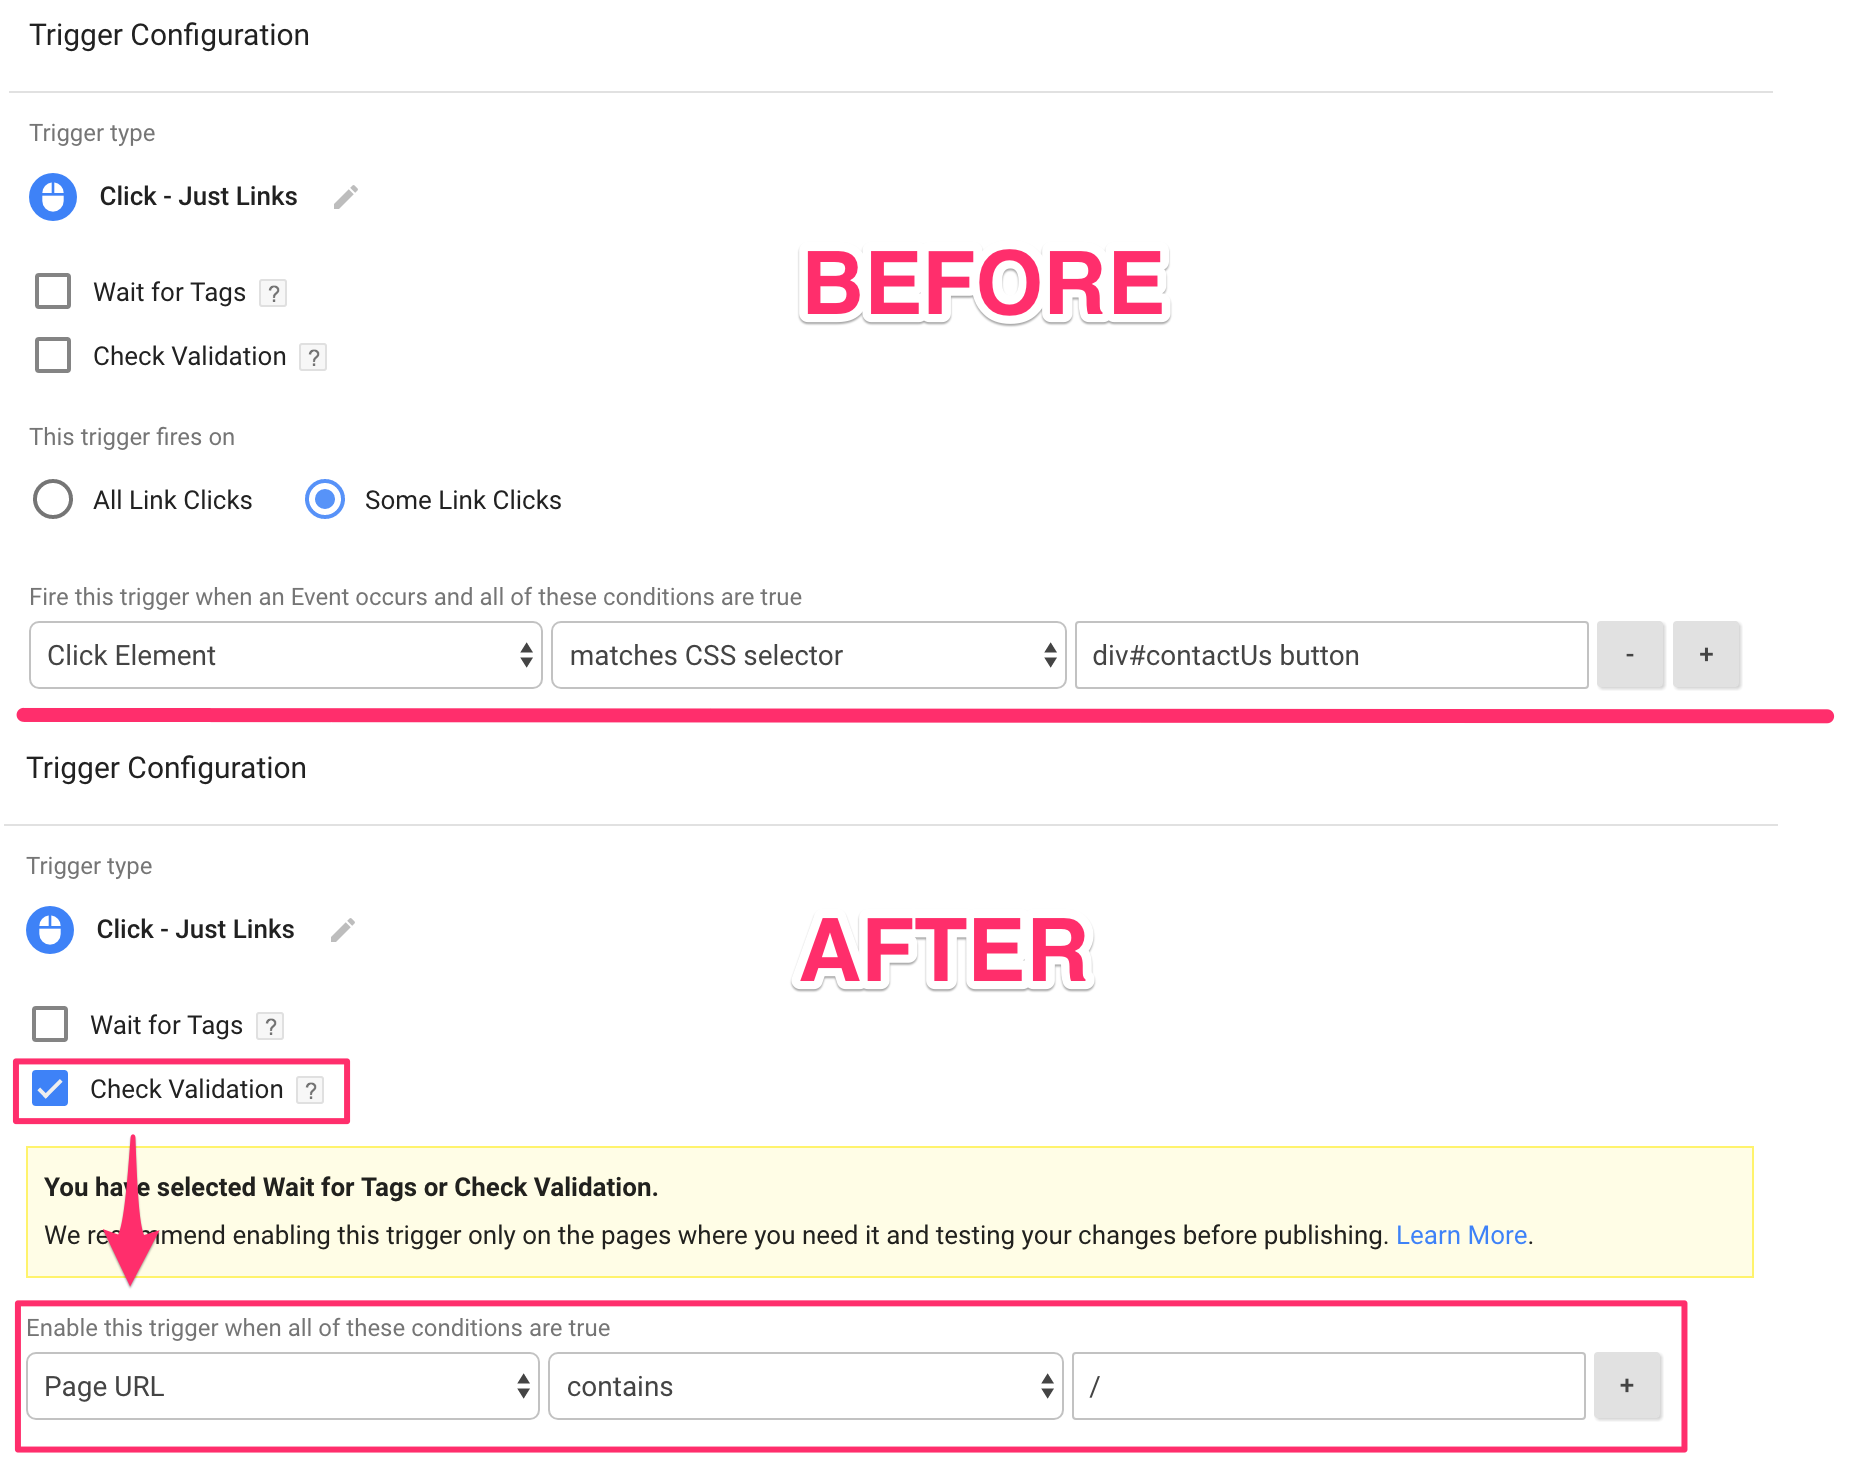 Trigger Configuration
Trigger type
Click - Just Links
BEFORE
Wait for Tags ?
Check Validation ?
This trigger fires on
All Link Clicks Some Link Clicks
Fire this trigger when an Event occurs and all of these conditions are true
Click Element matches CSS selector div#contactUs button - +
Trigger Configuration
Trigger type
Click - Just Links
AFTER
Wait for Tags ?
Check Validation ?
You have selected Wait for Tags or Check Validation.
We recommend enabling this trigger only on the pages where you need it and testing your changes before publishing. Learn More.
Enable this trigger when all of these conditions are true
Page URL contains / +